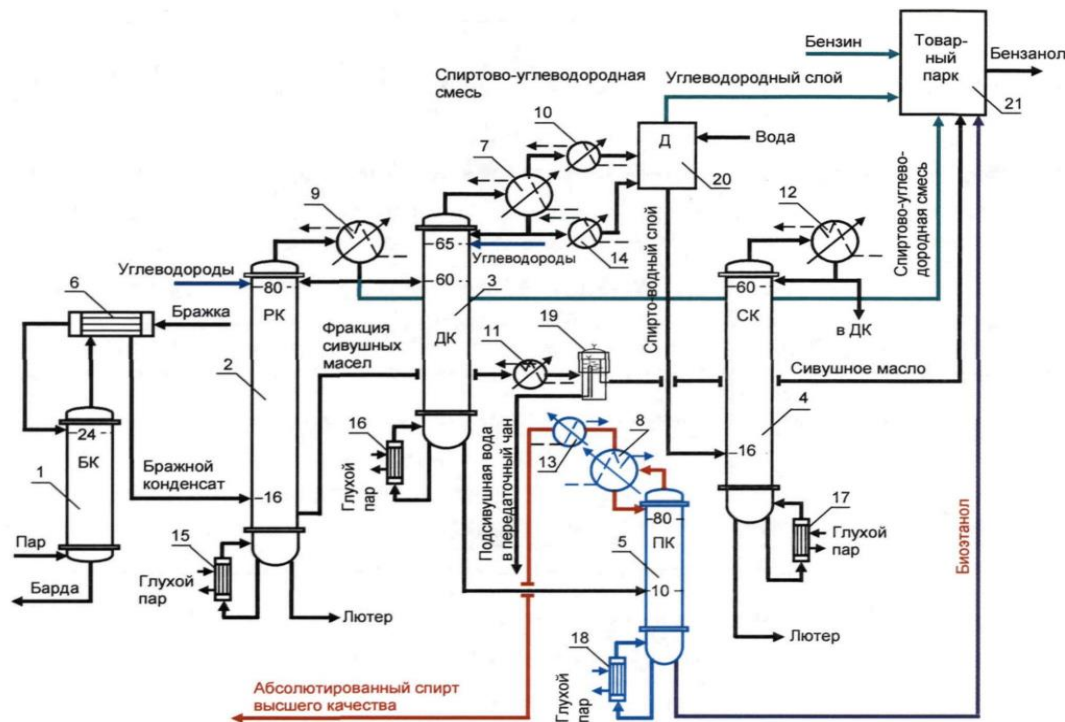 Бензин
Товар-
ный
парк
Бензанол
21
Спиртово-углеводородная
смесь
Углеводородный слой
10
7
Д
Вода
20
9
12
65
Углеводороды
14
60
3
ДК
Углеводороды
80
РК
6
Бражка
Спирто-водный слой
Спиртово-углево-
дородная смесь
60
СК
в ДК
Фракция
сивушных
масел
11
19
Сивушное масло
2
24
БК
1
Бражной
конденсат
16
16
Глухой
пар
13
8
4
16
Подсивушная вода
в передаточный чан
80
ПК
5
10
17
Глухой
пар
Биоэтанол
Пар
Барда
15
Глухой
пар
Лютер
18
Глухой
пар
Лютер
Абсолютированный спирт
высшего качества